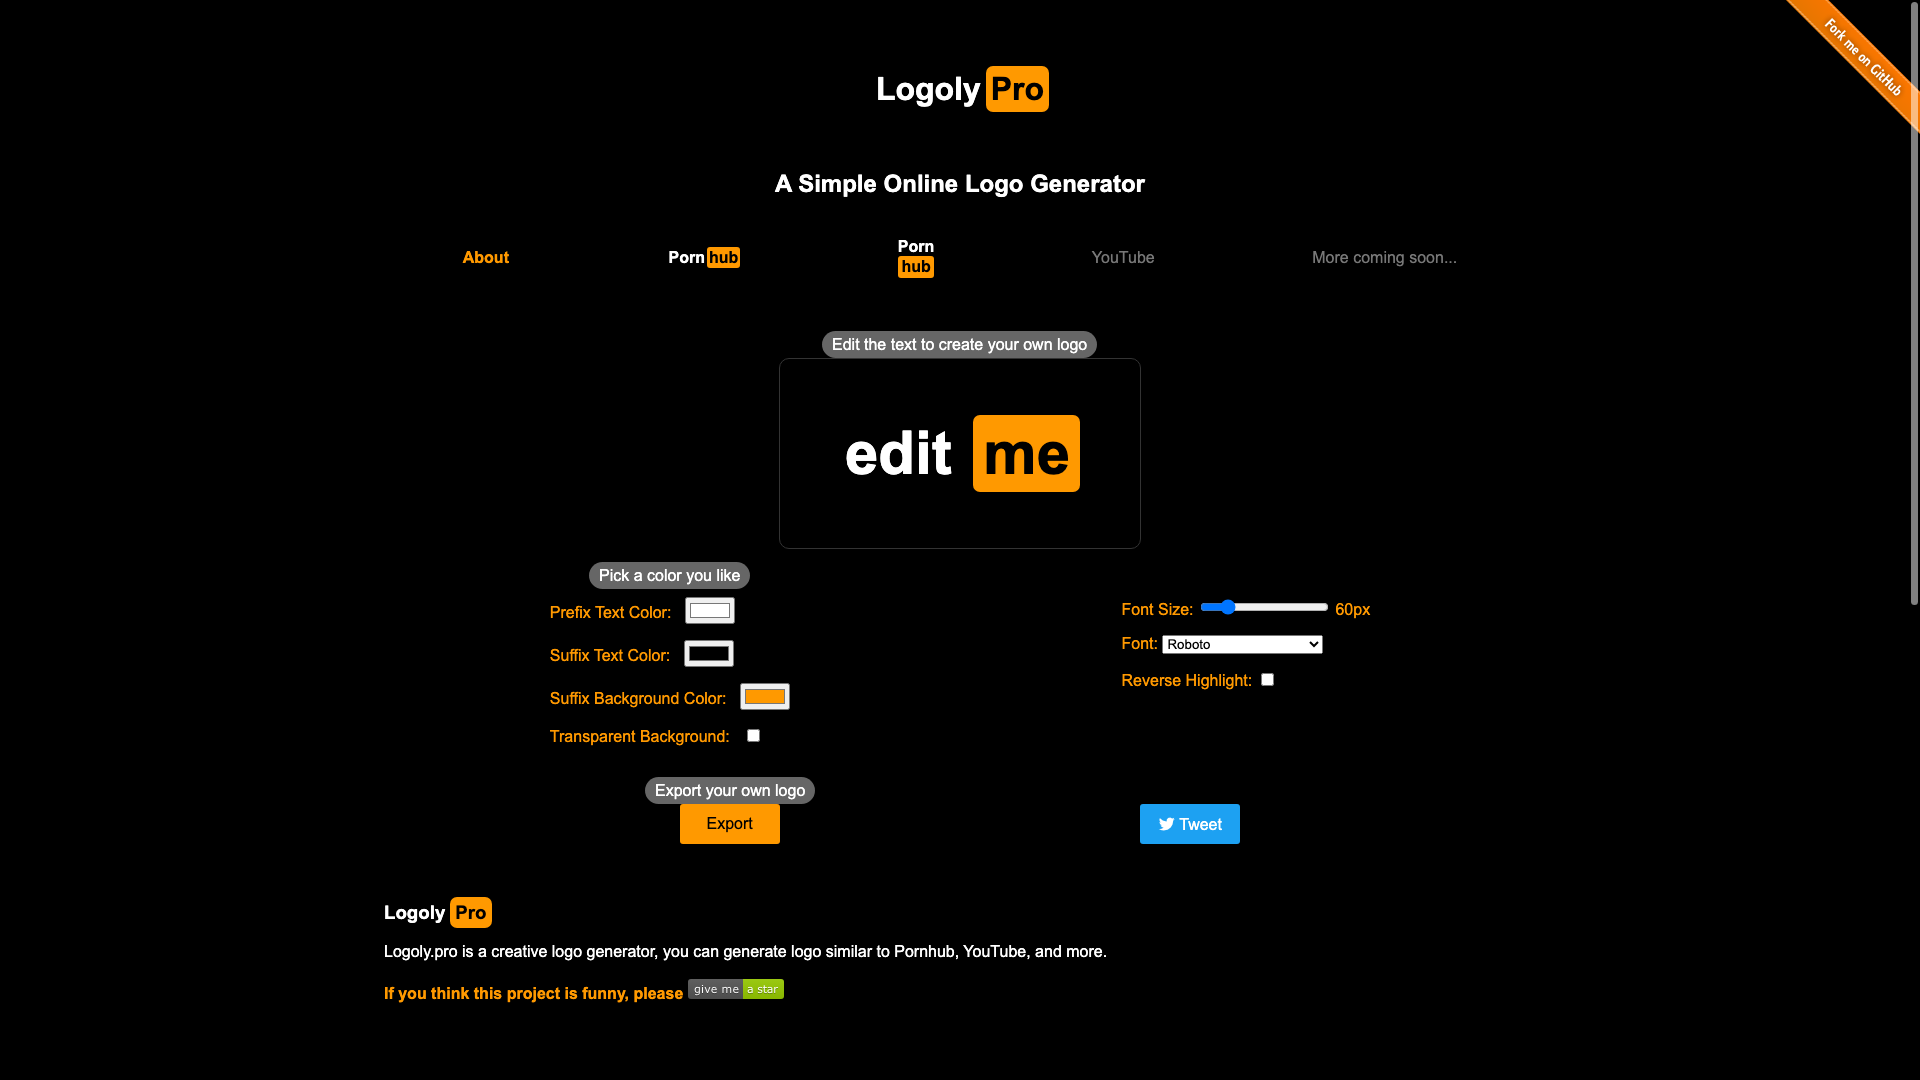 Fork me on GitHub
Logoly Pro
A Simple Online Logo Generator
About
Porn hub
Porn
hub
YouTube
More coming soon...
Edit the text to create your own logo
edit me
Pick a color you like
Prefix Text Color:
Suffix Text Color:
Suffix Background Color:
Transparent Background:
Font Size: 60px
Font: Roboto
Reverse Highlight:
Export your own logo
Export
Tweet
Logoly Pro
Logoly.pro is a creative logo generator, you can generate logo similar to Pornhub, YouTube, and more.
If you think this project is funny, please give me a star